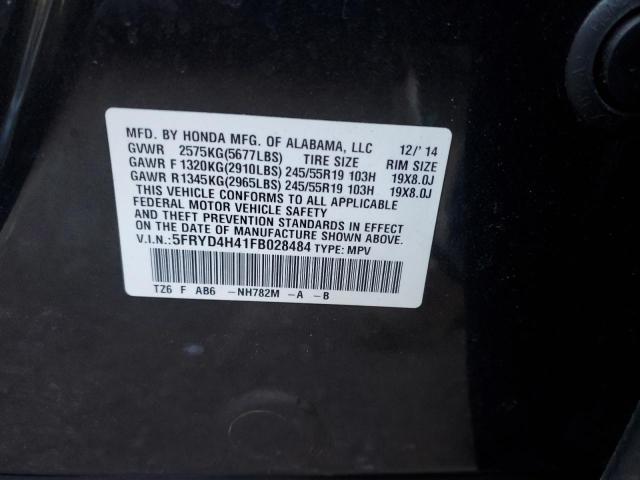 MFD. BY HONDA MFG. OF ALABAMA, LLC 12/'14
GVWR 2575KG(5677LBS) TIRE SIZE RIM SIZE
GAWR F 1320KG(2910LBS) 245/55R19 103H 19X8.0J
GAWR R1345KG(2965LBS) 245/55R19 103H 19X8.0J
THIS VEHICLE CONFORMS TO ALL APPLICABLE
FEDERAL MOTOR VEHICLE SAFETY
AND THEFT PREVENTION STANDARDS IN EFFECT
ON THE DATE OF MANUFACTURE SHOWN ABOVE.
V.I.N.:5FRYD4H41FB028484 TYPE: MPV
TZ6 F AB6 -NH782M -A -B